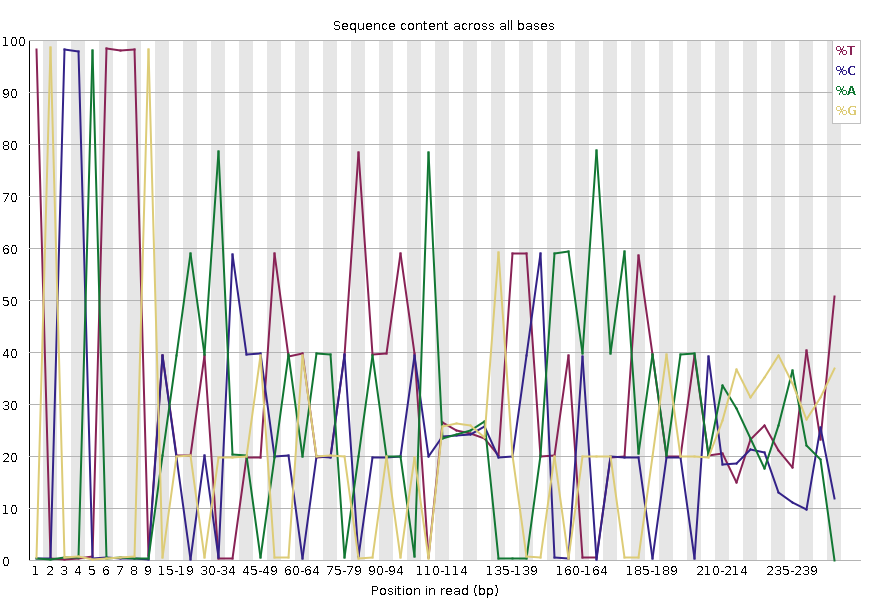 Sequence content across all bases
100
90
80
70
60
50
40
30
20
10
0
%T
%C
%A
%G
1 2 3 4 5 6 7 8 9 15-19 30-34 45-49 60-64 75-79 90-94 110-114 135-139 160-164 185-189 210-214 235-239
Position in read (bp)